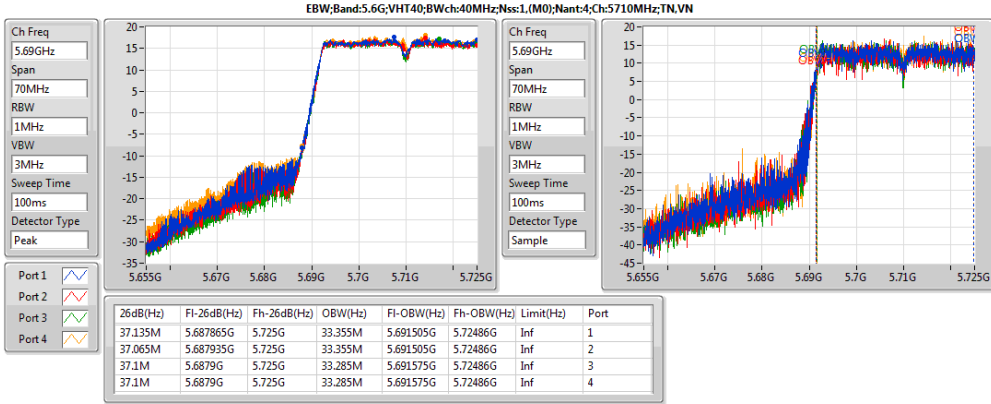 EBW;Band:5.6G;VHT40;BWch:40MHz;Nss:1,(M0);Nant:4;Ch:5710MHz;TN,VN
Ch Freq
5.69GHz
Span
70MHz
RBW
1MHz
VBW
3MHz
Sweep Time
100ms
Detector Type
Peak
20
15
10
5
0
-5
-10
-15
-20
-25
-30
-35
5.655G 5.67G 5.68G 5.69G 5.7G 5.71G 5.725G
Ch Freq
5.69GHz
Span
70MHz
RBW
1MHz
VBW
3MHz
Sweep Time
100ms
Detector Type
Sample
20
15
10
5
0
-5
-10
-15
-20
-25
-30
-35
-40
-45
5.655G 5.67G 5.68G 5.69G 5.7G 5.71G 5.725G
Port 1
Port 2
Port 3
Port 4
26dB(Hz) Fl-26dB(Hz) Fh-26dB(Hz) OBW(Hz) Fl-OBW(Hz) Fh-OBW(Hz) Limit(Hz) Port
37.135M 5.687865G 5.725G 33.355M 5.691505G 5.72486G Inf 1
37.065M 5.687935G 5.725G 33.355M 5.691505G 5.72486G Inf 2
37.1M 5.6879G 5.725G 33.285M 5.691575G 5.72486G Inf 3
37.1M 5.6879G 5.725G 33.285M 5.691575G 5.72486G Inf 4